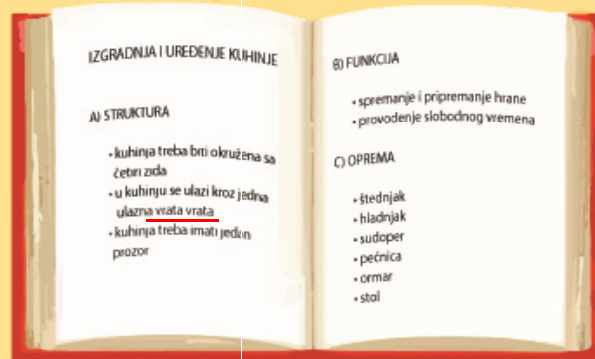 IZGRADNJA I UREĐENJE KUHINJE
A) STRUKTURA
• kuhinja treba biti okružena sa
četiri zida
• u kuhinju se ulazi kroz jedna
ulazna vrata vrata
• kuhinja treba imati jedan
prozor
B) FUNKCIJA
• spremanje i pripremanje hrane
• provođenje slobodnog vremena
C) OPREMA
• štednjak
• hladnjak
• sudoper
• pećnica
• ormar
• stol